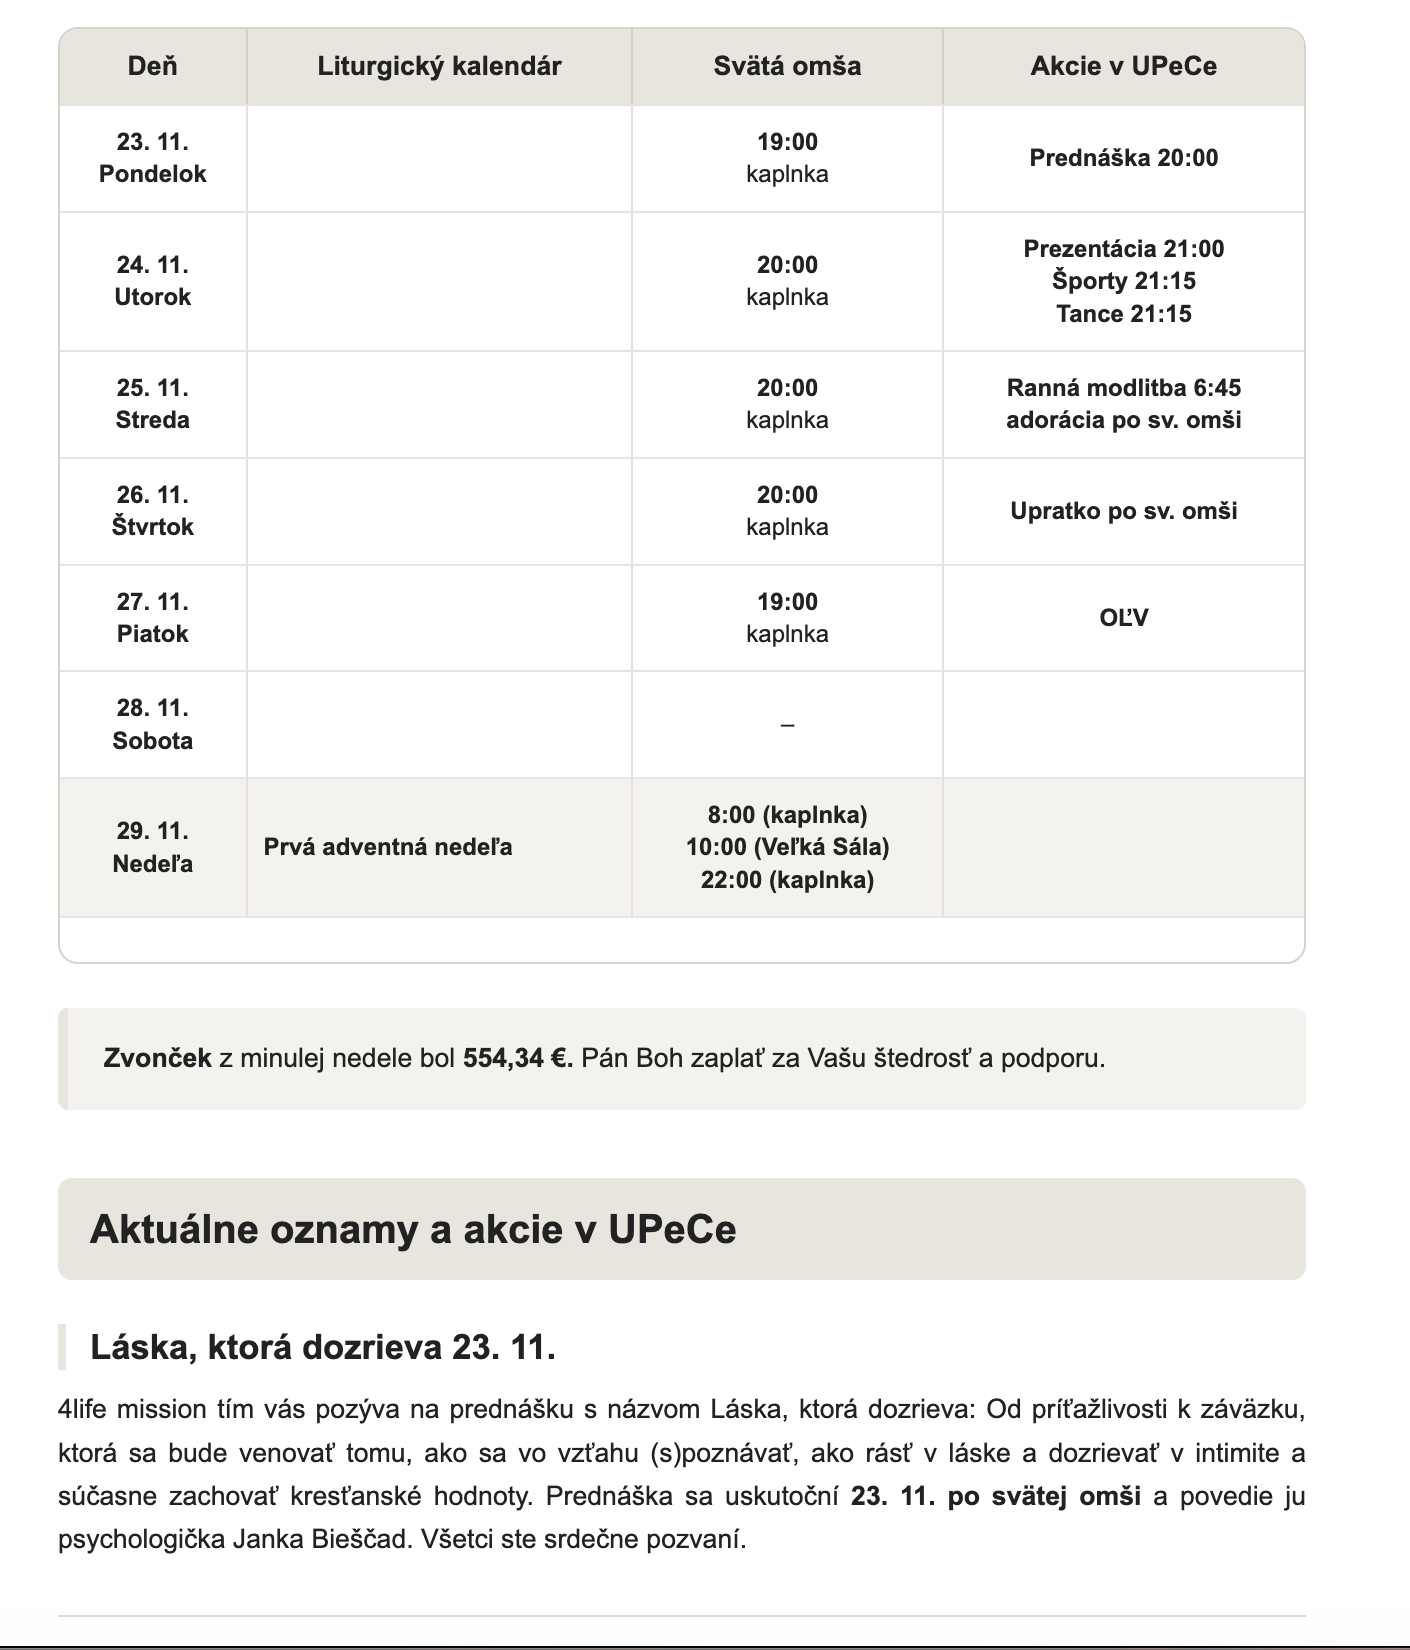 Deň
Liturgický kalendár
Svätá omša
Akcie v UPeCe
23. 11.
Pondelok
19:00
kaplnka
Prednáška 20:00
24. 11.
Utorok
20:00
kaplnka
Prezentácia 21:00
Športy 21:15
Tance 21:15
25. 11.
Streda
20:00
kaplnka
Ranná modlitba 6:45
adorácia po sv. omši
26. 11.
Štvrtok
20:00
kaplnka
Upratko po sv. omši
27. 11.
Piatok
19:00
kaplnka
OĽV
28. 11.
Sobota
–
29. 11.
Nedeľa
Prvá adventná nedeľa
8:00 (kaplnka)
10:00 (Veľká Sála)
22:00 (kaplnka)
Zvonček z minulej nedele bol 554,34 €. Pán Boh zaplať za Vašu štedrosť a podporu.
Aktuálne oznamy a akcie v UPeCe
Láska, ktorá dozrieva 23. 11.
4life mission tím vás pozýva na prednášku s názvom Láska, ktorá dozrieva: Od príťažlivosti k záväzku,
ktorá sa bude venovať tomu, ako sa vo vzťahu (s)poznávať, ako rásť v láske a dozrievať v intimite a
súčasne zachovať kresťanské hodnoty. Prednáška sa uskutoční 23. 11. po svätej omši a povedie ju
psychologička Janka Bieščad. Všetci ste srdečne pozvaní.